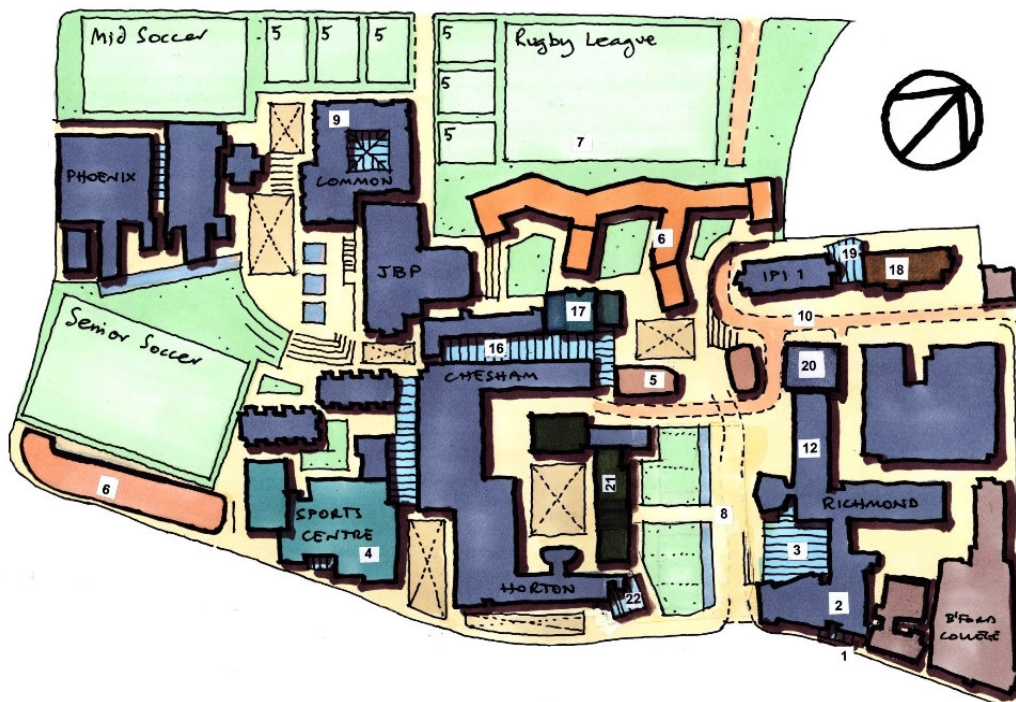 Mid Soccer
5
5
5
5
Rugby League
5
5
7
9
PHOENIX
COMMON
JBP
6
19
IPI 1
18
17
10
Senior Soccer
16
CHESHAM
5
20
12
6
21
RICHMOND
SPORTS
CENTRE
4
8
3
HORTON
22
2
B'FORD
COLLEGE
1